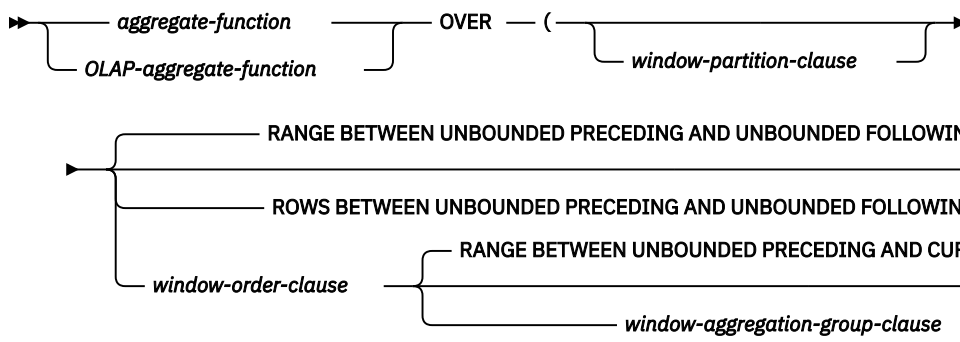 aggregate-function
OLAP-aggregate-function
OVER
(
window-partition-clause
RANGE BETWEEN UNBOUNDED PRECEDING AND UNBOUNDED FOLLOWIN
ROWS BETWEEN UNBOUNDED PRECEDING AND UNBOUNDED FOLLOWIN
RANGE BETWEEN UNBOUNDED PRECEDING AND CUR
window-order-clause
window-aggregation-group-clause